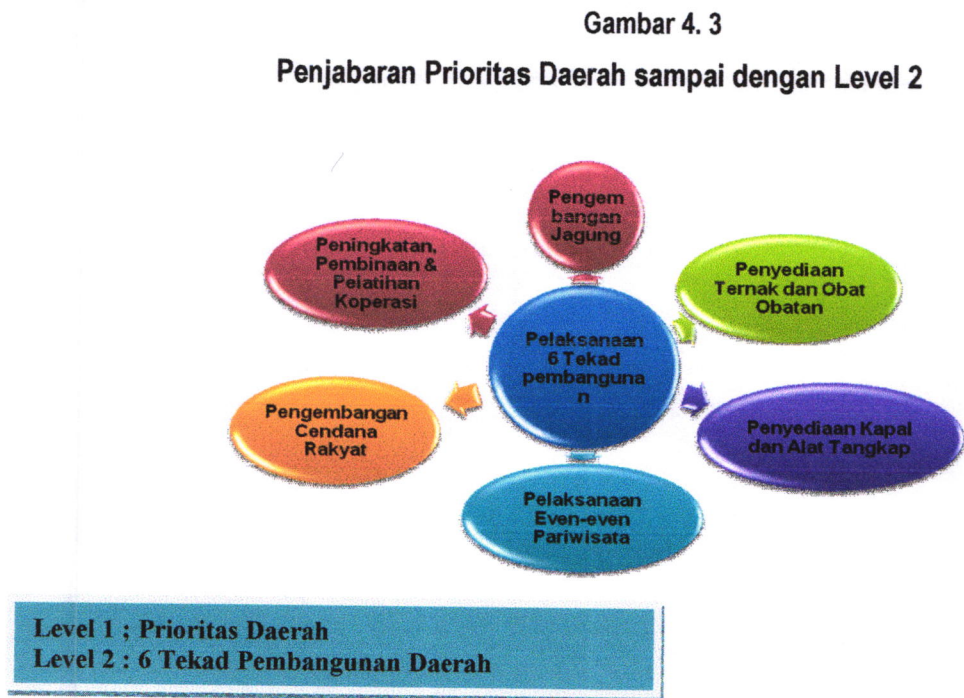 Gambar 4. 3
Penjabaran Prioritas Daerah sampai dengan Level 2
Pengem
bangan
Jagung
Peningkatan,
Pembinaan &
Pelatihan
Koperasi
Penyediaan
Ternak dan Obat
Obatan
Pelaksanaan
6 Tekad
pembanguna
n
Pengembangan
Cendana
Rakyat
Penyediaan Kapal
dan Alat Tangkap
Pelaksanaan
Even-even
Pariwisata
Level 1 ; Prioritas Daerah
Level 2 : 6 Tekad Pembangunan Daerah